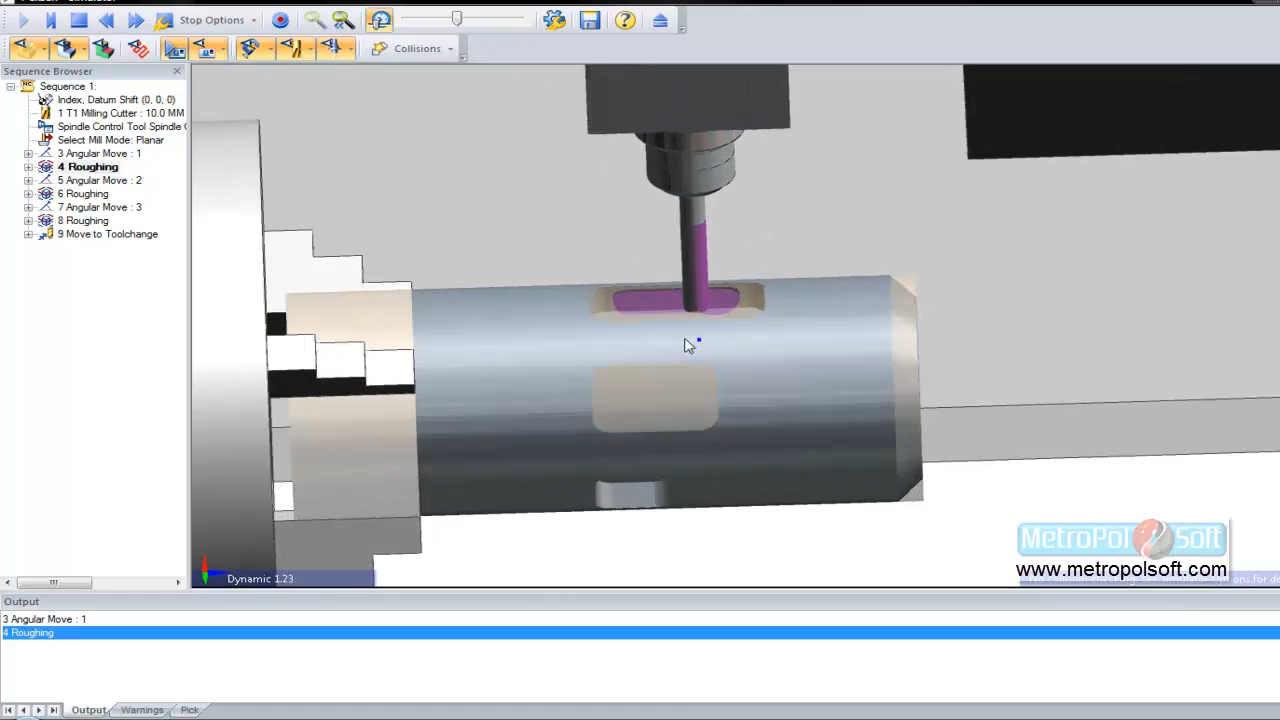 Stop Options
Collisions
Sequence Browser
Sequence 1:
Index, Datum Shift (0, 0, 0)
1 T1 Milling Cutter : 10.0 MM
Spindle Control Tool Spindle
Select Mill Mode: Planar
3 Angular Move : 1
4 Roughing
5 Angular Move : 2
6 Roughing
7 Angular Move : 3
8 Roughing
9 Move to Toolchange
MetroPol Soft
www.metropolsoft.com
Dynamic 1.23
Output
3 Angular Move : 1
4 Roughing
Output Warnings Pick